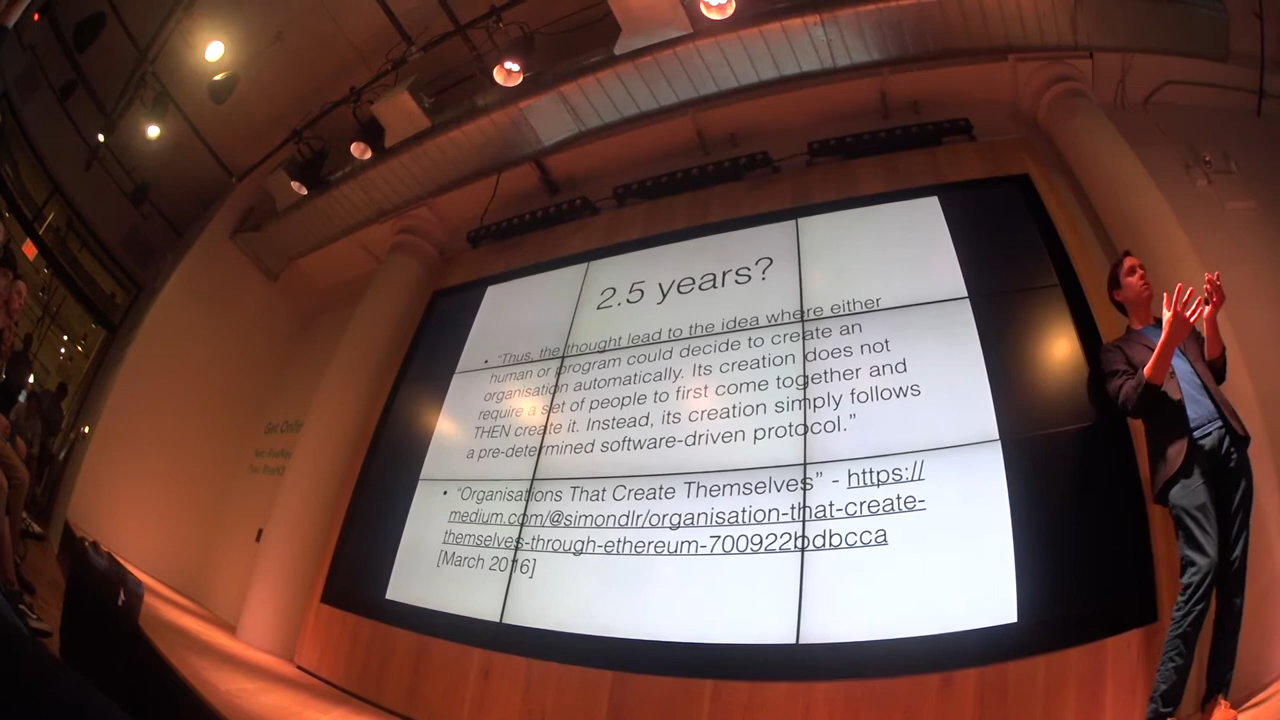 2.5 years?
• "Thus, the thought lead to the idea where either
human or program could decide to create an
organisation automatically. Its creation does not
require a set of people to first come together and
THEN create it. Instead, its creation simply follows
a pre-determined software-driven protocol."
• "Organisations That Create Themselves" - https://
medium.com/@simondlr/organisation-that-create-
themselves-through-ethereum-700922bdbcca
[March 2016]
Get Onlin